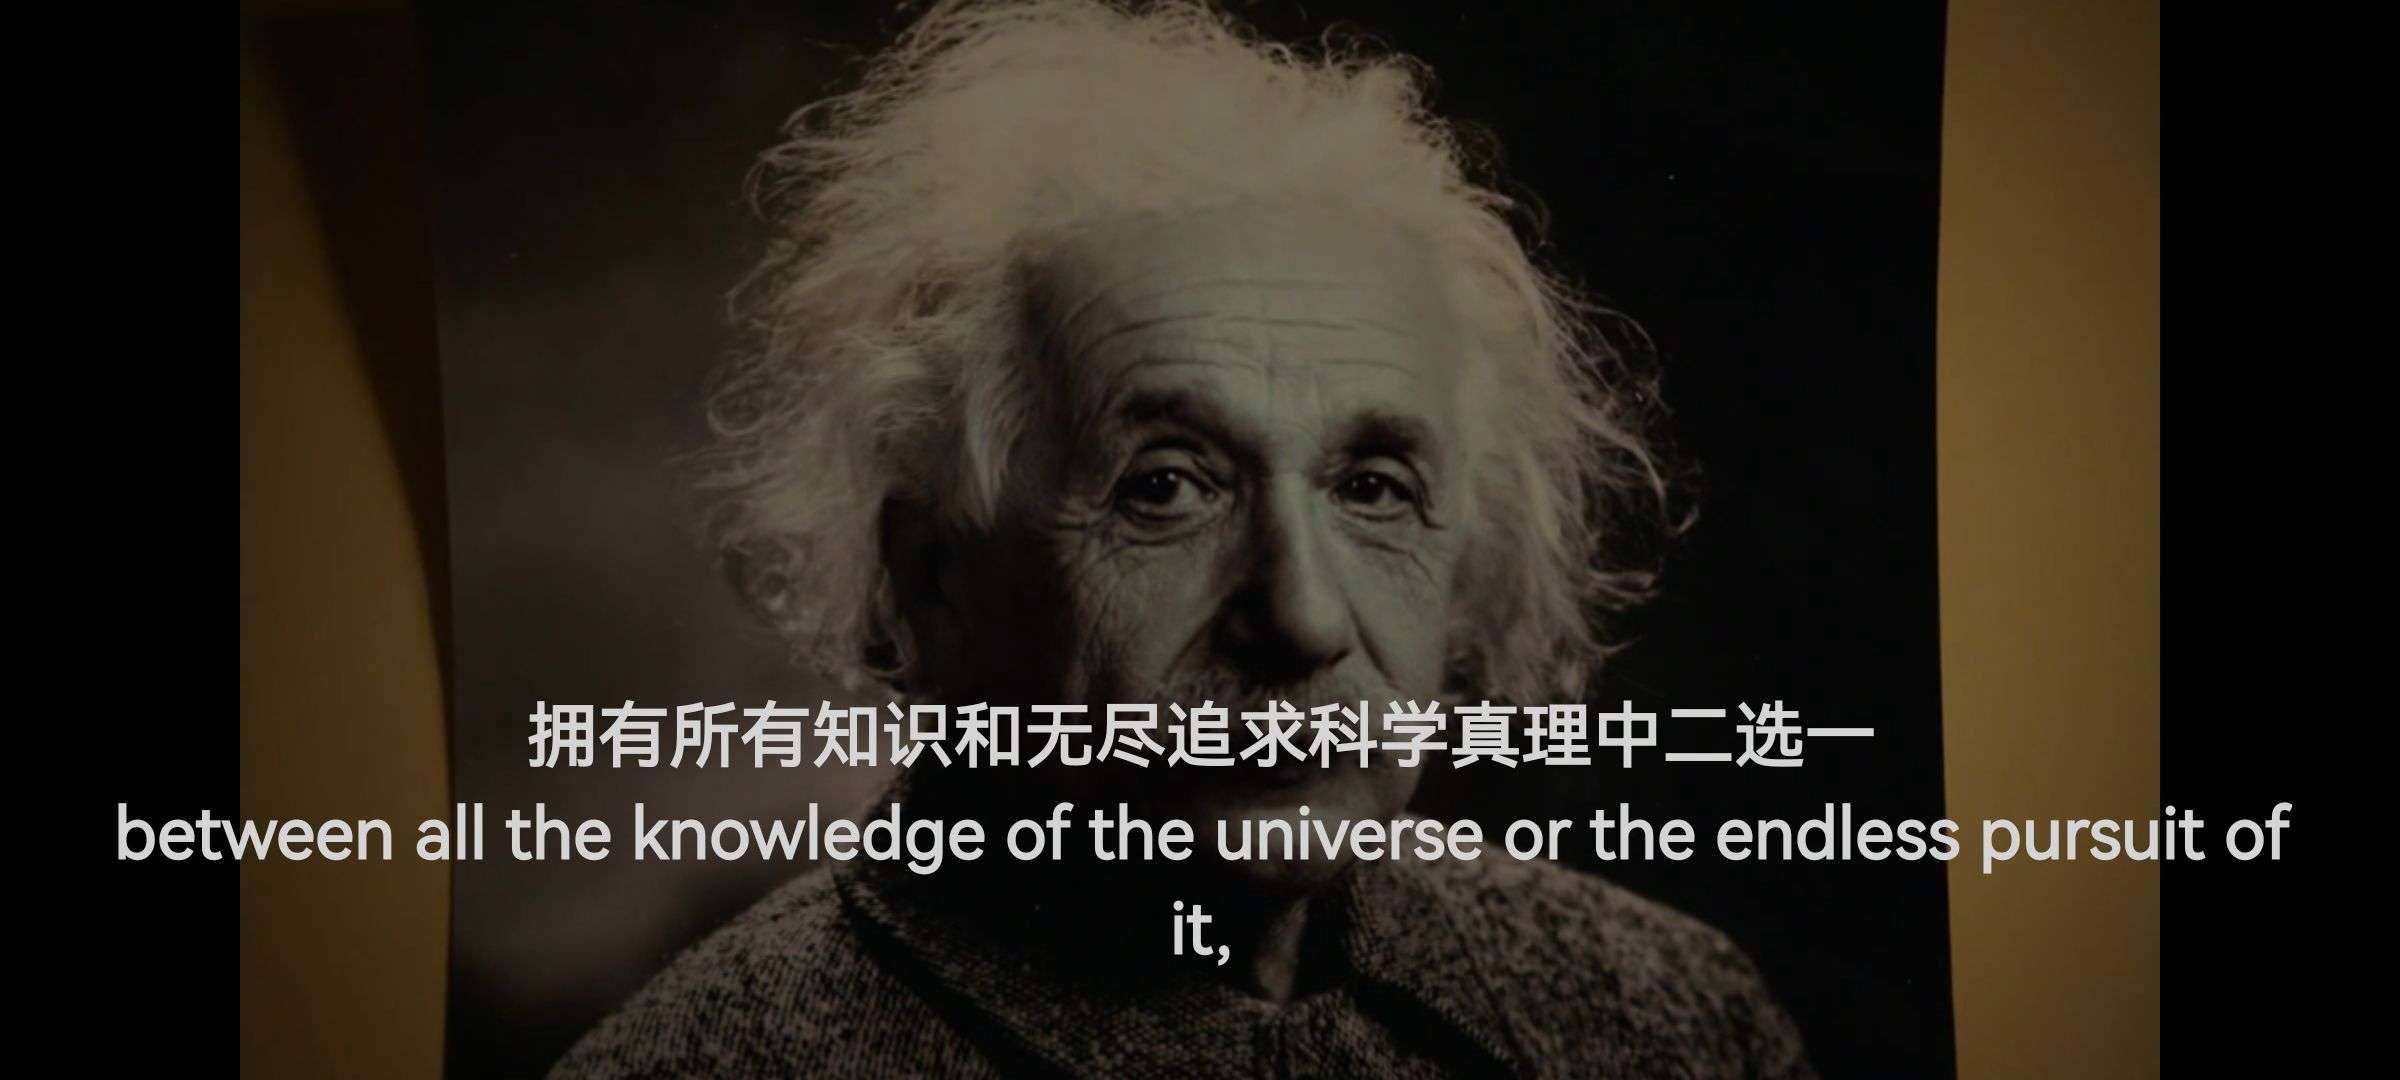 拥有所有知识和无尽追求科学真理中二选一
between all the knowledge of the universe or the endless pursuit of
it,